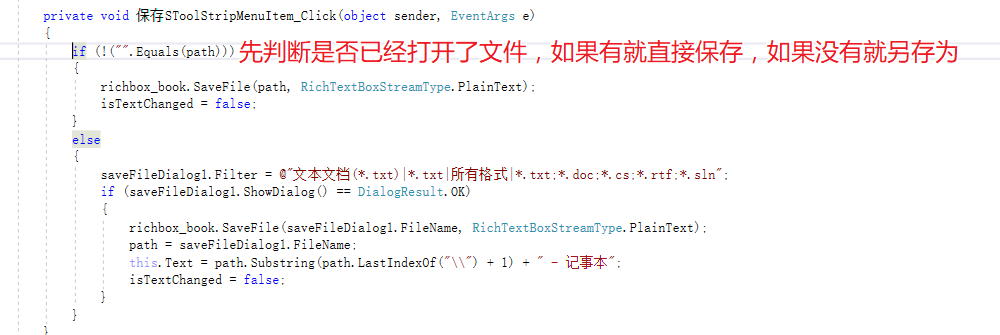 private void 保存SToolStripMenuItem_Click(object sender, EventArgs e)
{
if (!("".Equals(path))) 先判断是否已经打开了文件，如果有就直接保存，如果没有就另存为
{
richbox_book.SaveFile(path, RichTextBoxStreamType.PlainText);
isTextChanged = false;
}
else
{
saveFileDialog1.Filter = @"文本文档(*.txt)|*.txt|所有格式|*.txt;*.doc;*.cs;*.rtf;*.sln";
if (saveFileDialog1.ShowDialog() == DialogResult.OK)
{
richbox_book.SaveFile(saveFileDialog1.FileName, RichTextBoxStreamType.PlainText);
path = saveFileDialog1.FileName;
this.Text = path.Substring(path.LastIndexOf("\\") + 1) + " - 记事本";
isTextChanged = false;
}
}
}